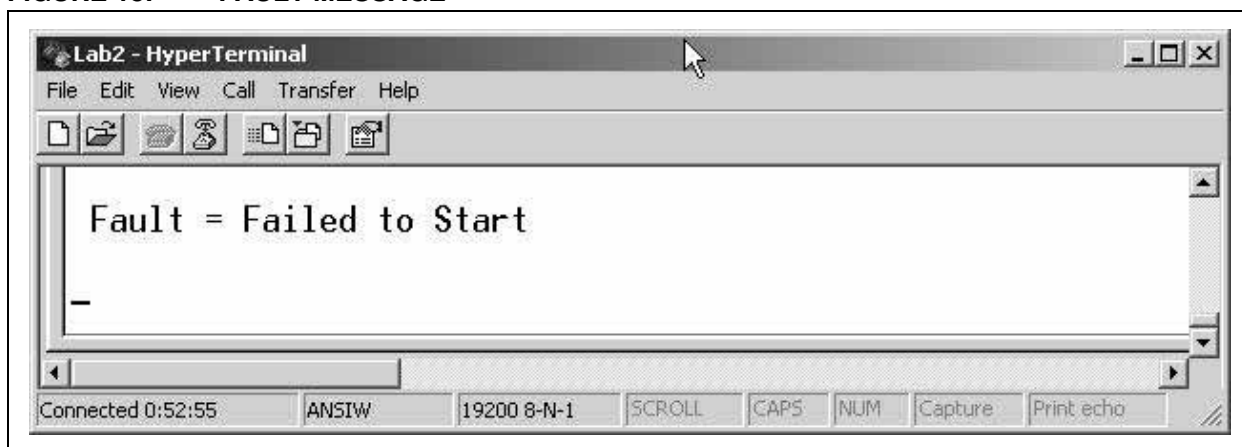 Lab2 - HyperTerminal
File Edit View Call Transfer Help
Fault = Failed to Start
_
Connected 0:52:55 ANSIW 19200 8-N-1 SCROLL CAPS NUM Capture Print echo